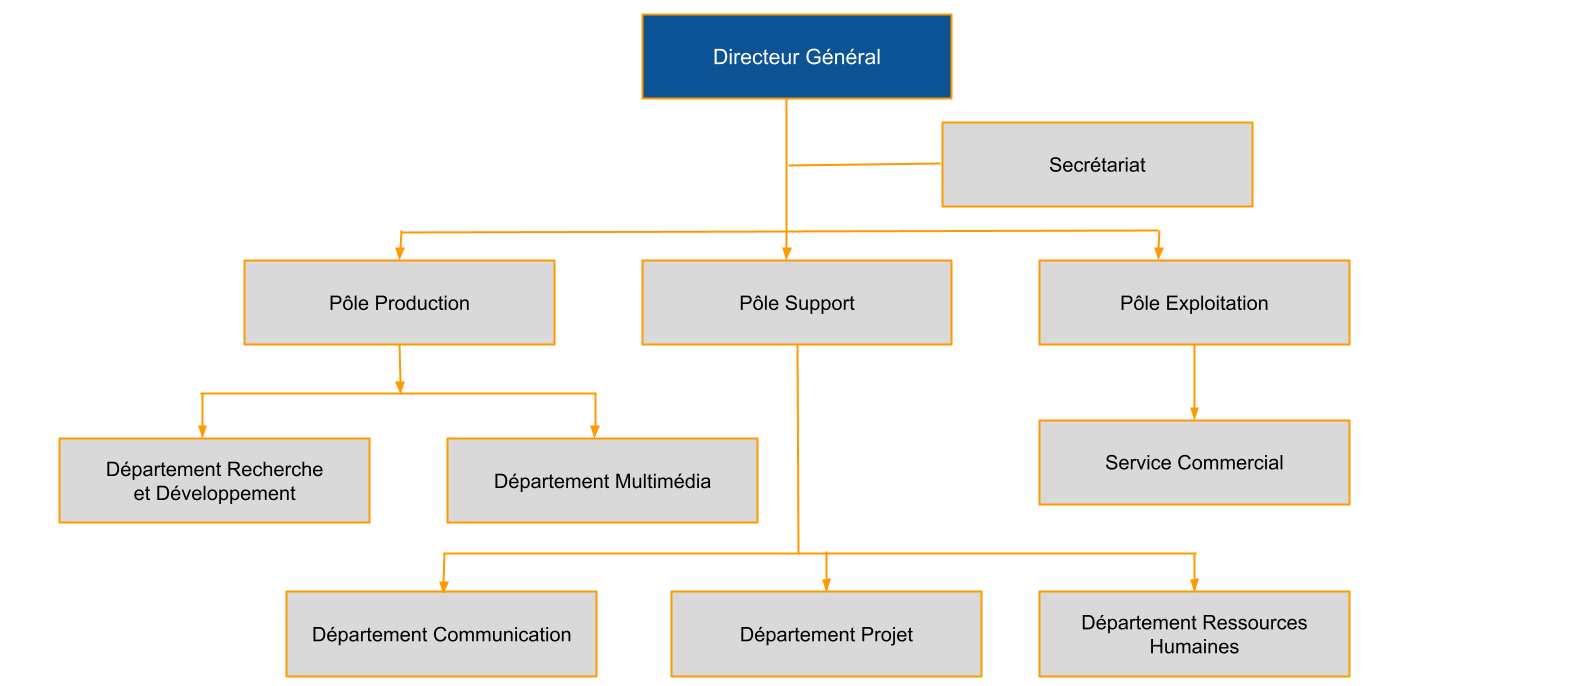 Directeur Général
Secrétariat
Pôle Production
Pôle Support
Pôle Exploitation
Département Recherche
et Développement
Département Multimédia
Service Commercial
Département Communication
Département Projet
Département Ressources
Humaines